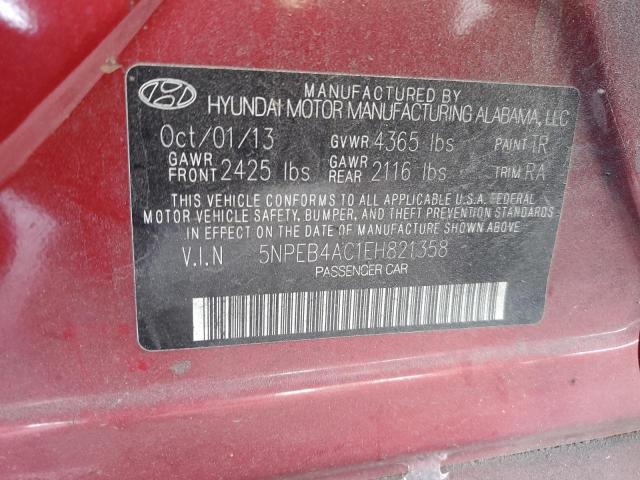 MANUFACTURED BY
HYUNDAI MOTOR MANUFACTURING ALABAMA, LLC
Oct/01/13 GVWR 4365 lbs PAINT TR
GAWR FRONT 2425 lbs GAWR REAR 2116 lbs TRIM RA
THIS VEHICLE CONFORMS TO ALL APPLICABLE U.S.A. FEDERAL
MOTOR VEHICLE SAFETY, BUMPER, AND THEFT PREVENTION STANDARDS
IN EFFECT ON THE DATE OF MANUFACTURE SHOWN ABOVE.
V.I.N 5NPEB4AC1EH821358
PASSENGER CAR